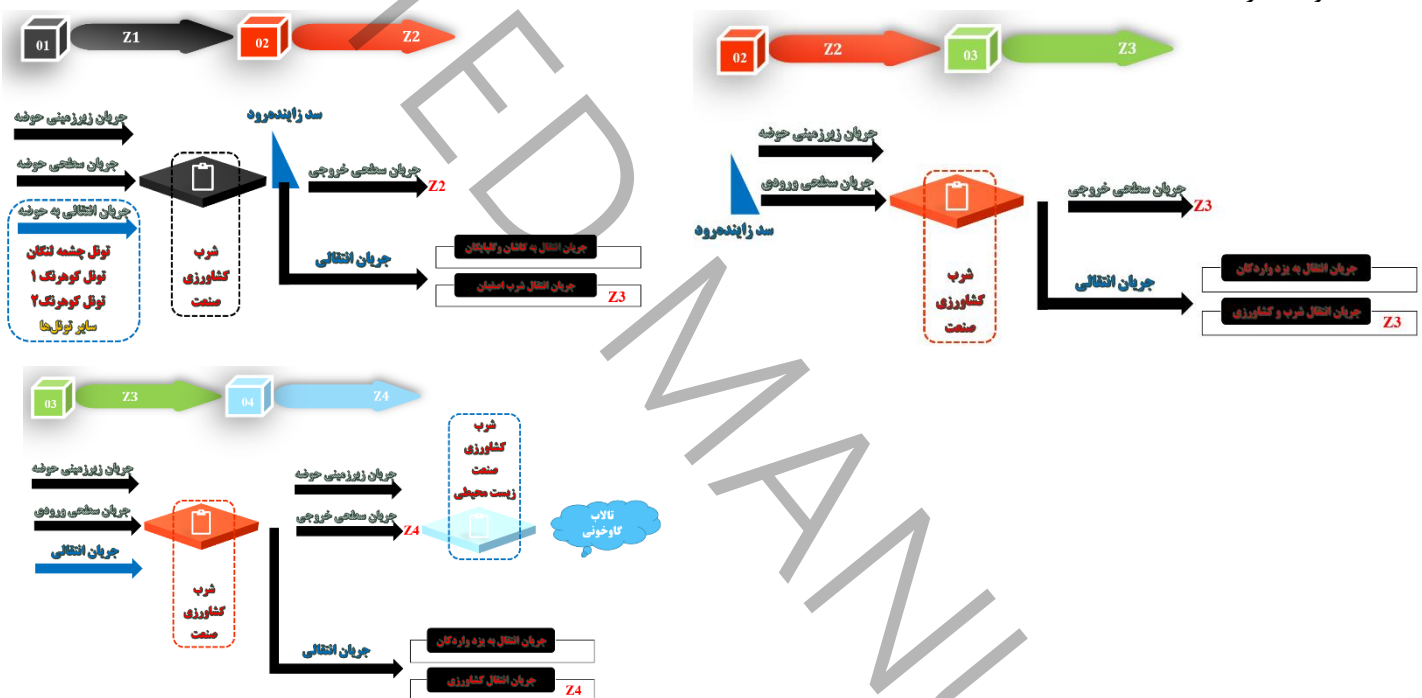 01
Z1
02
Z2
سد زاینده‌رود
جریان زیرزمینی حوضه
جریان سطحی حوضه
جریان انتقالی به حوضه
تونل چشمه لنگان
تونل کوهرنگ ۱
تونل کوهرنگ ۲
سایر تونل‌ها
شرب
کشاورزی
صنعت
جریان سطحی خروجی
Z2
جریان انتقالی
جریان انتقال به کاشان وگلپایگان
جریان انتقال شرب اصفهان
Z3
02
Z2
03
Z3
جریان زیرزمینی حوضه
جریان سطحی ورودی
سد زاینده‌رود
شرب
کشاورزی
صنعت
جریان سطحی خروجی
Z3
جریان انتقالی
جریان انتقال به یزد واردکان
جریان انتقال شرب و کشاورزی
Z3
03
Z3
04
Z4
جریان زیرزمینی حوضه
جریان سطحی ورودی
جریان انتقالی
شرب
کشاورزی
صنعت
جریان زیرزمینی حوضه
جریان سطحی خروجی
Z4
شرب
کشاورزی
صنعت
زیست محیطی
تالاب
گاوخونی
جریان انتقالی
جریان انتقال به یزد واردکان
جریان انتقال کشاورزی
Z4
ED MANU